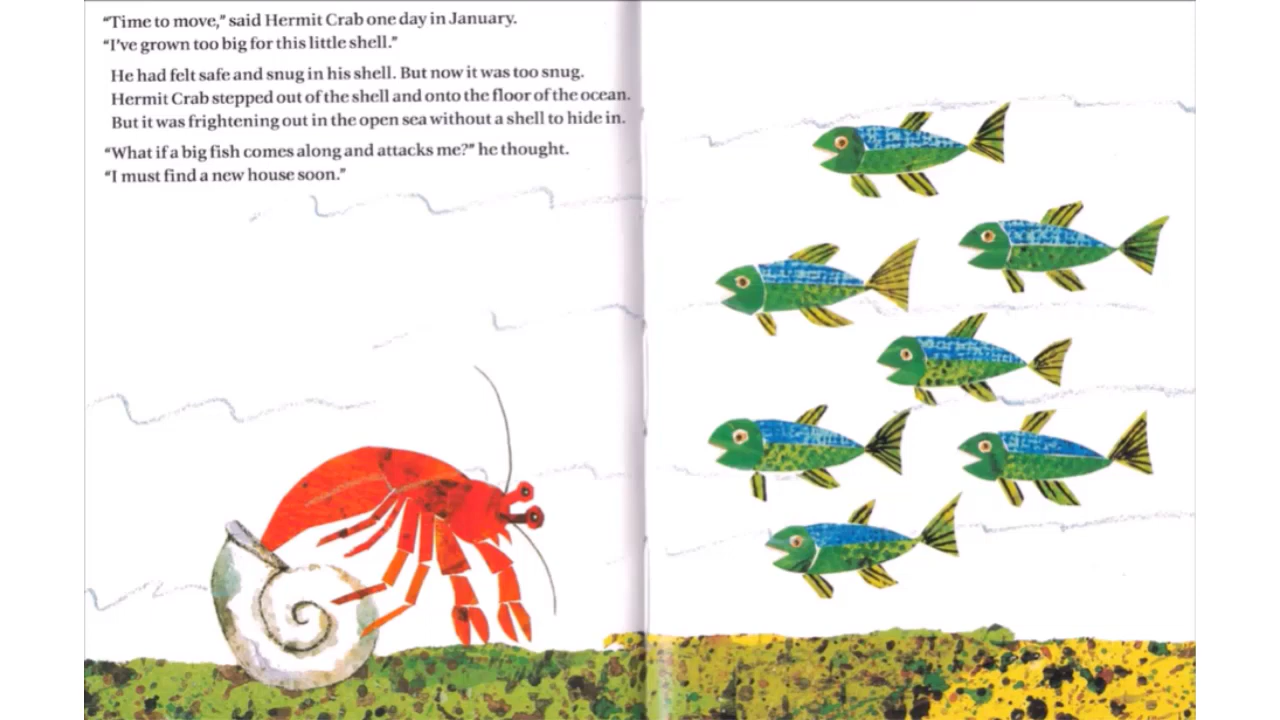 “Time to move,” said Hermit Crab one day in January.
“I’ve grown too big for this little shell.”
He had felt safe and snug in his shell. But now it was too snug.
Hermit Crab stepped out of the shell and onto the floor of the ocean.
But it was frightening out in the open sea without a shell to hide in.
“What if a big fish comes along and attacks me?” he thought.
“I must find a new house soon.”